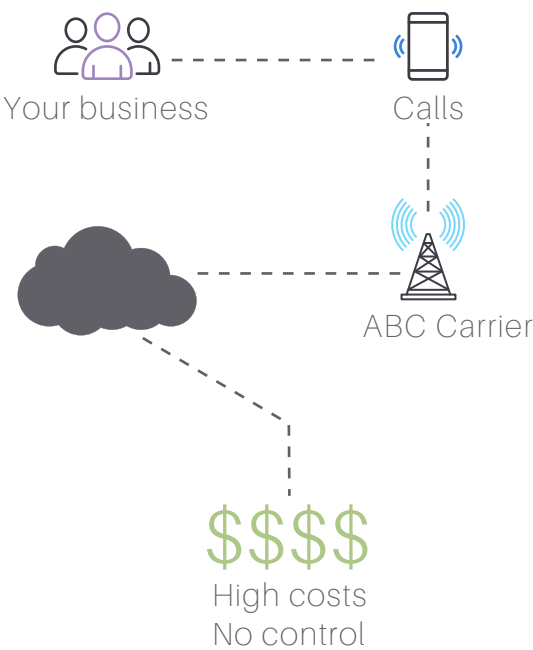 Your business
Calls
ABC Carrier
$$$$
High costs
No control